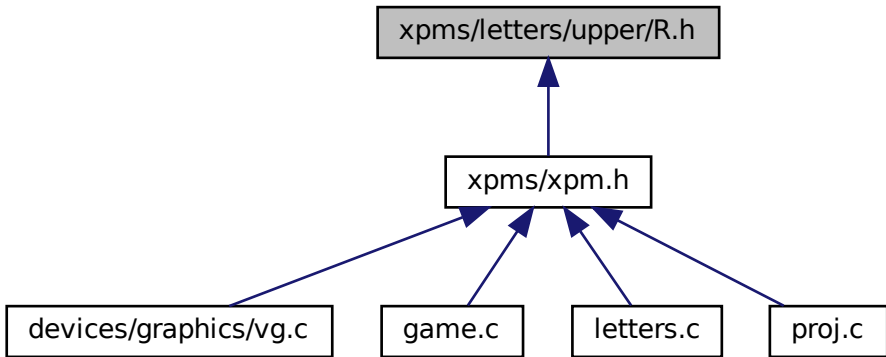 xpms/letters/upper/R.h
xpms/xpm.h
devices/graphics/vg.c
game.c
letters.c
proj.c